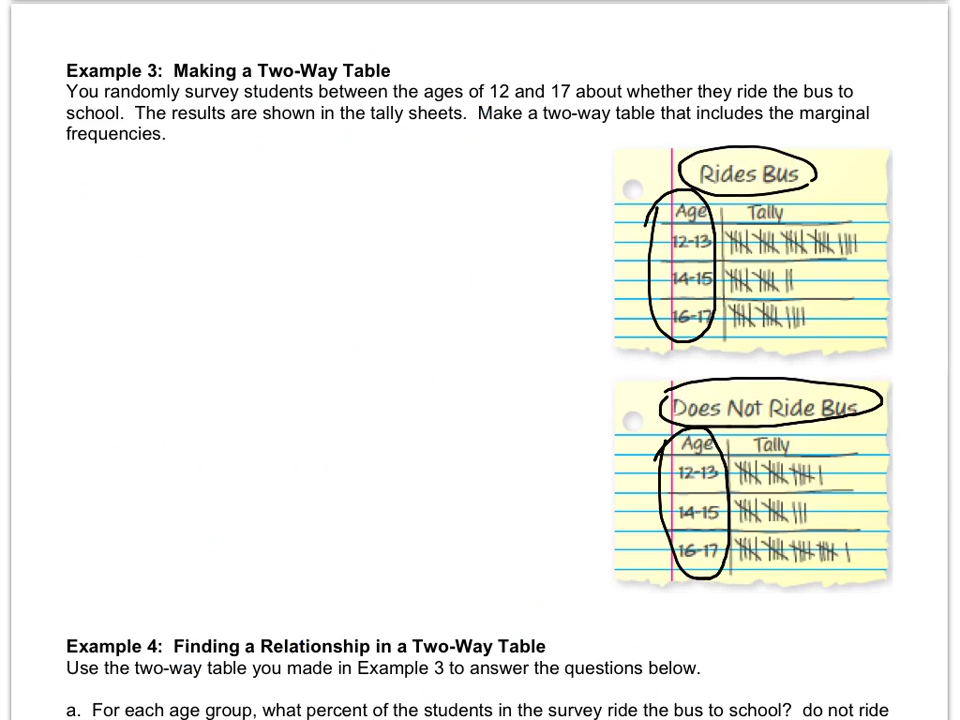 Example 3:  Making a Two-Way Table
You randomly survey students between the ages of 12 and 17 about whether they ride the bus to
school.  The results are shown in the tally sheets.  Make a two-way table that includes the marginal
frequencies.
Rides Bus
Age Tally
12-13
14-15
16-17
Does Not Ride Bus
Age Tally
12-13
14-15
16-17
Example 4:  Finding a Relationship in a Two-Way Table
Use the two-way table you made in Example 3 to answer the questions below.
a.  For each age group, what percent of the students in the survey ride the bus to school?  do not ride